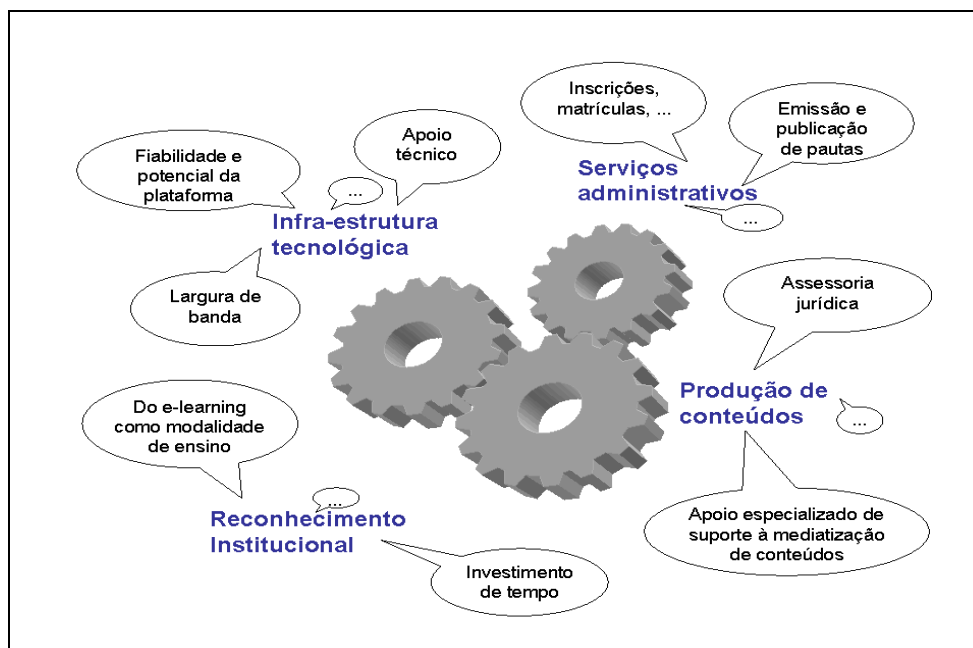 Inscrições,
matrículas, ...
Emissão e
publicação
de pautas
Apoio
técnico
Fiabilidade e
potencial da
plataforma
Serviços
administrativos
...
...
Infra-estrutura
tecnológica
Largura de
banda
Assessoria
jurídica
Produção de
conteúdos
...
Do e-learning
como modalidade
de ensino
...
Reconhecimento
Institucional
Apoio especializado de
suporte à mediatização
de conteúdos
Investimento
de tempo